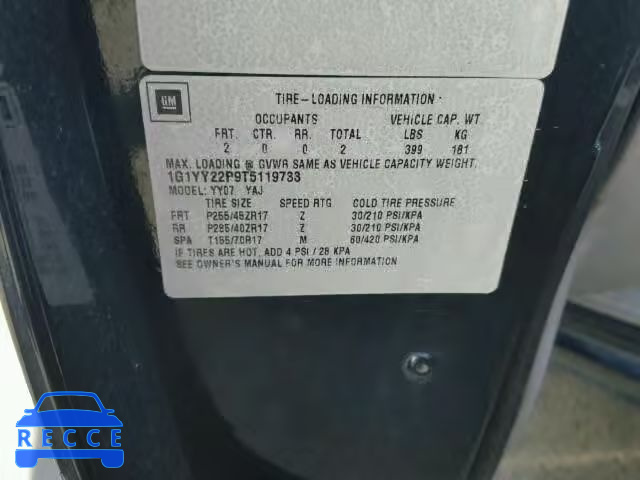 GM
TIRE-LOADING INFORMATION
OCCUPANTS VEHICLE CAP. WT
FRT. CTR. RR. TOTAL LBS KG
2 0 0 2 399 181
MAX. LOADING @ GVWR SAME AS VEHICLE CAPACITY WEIGHT.
1G1YY22P9T5119733
MODEL: YY07 YAJ
TIRE SIZE SPEED RTG COLD TIRE PRESSURE
FRT P255/45ZR17 Z 30/210 PSI/KPA
RR P285/40ZR17 Z 30/210 PSI/KPA
SPA T155/70R17 M 60/420 PSI/KPA
IF TIRES ARE HOT, ADD 4 PSI / 28 KPA
SEE OWNER'S MANUAL FOR MORE INFORMATION
RECCE